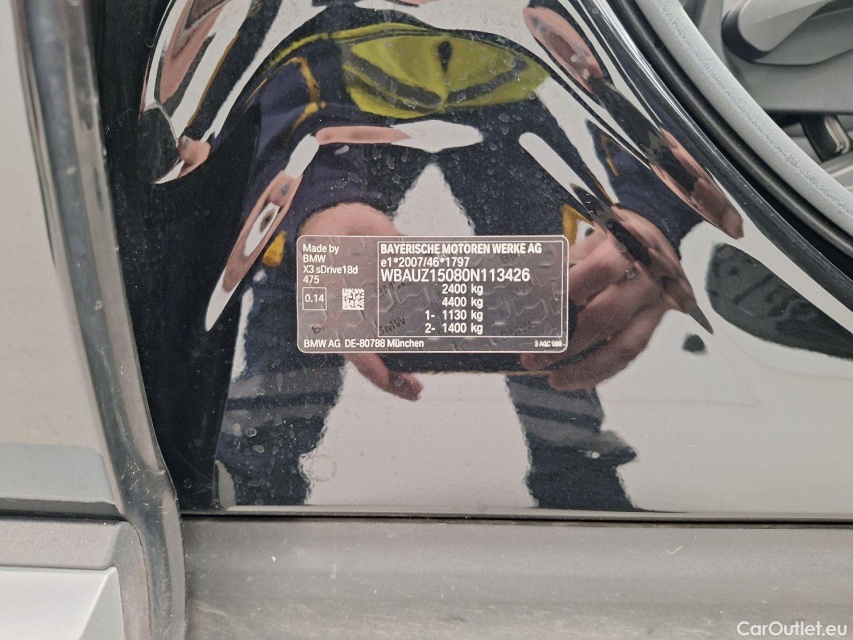 Made by
BMW
X3 sDrive18d
475
0.14
BAYERISCHE MOTOREN WERKE AG
e1*2007/46*1797
WBAUZ15080N113426
2400 kg
4400 kg
1- 1130 kg
2- 1400 kg
BMW AG DE-80788 München
CarOutlet.eu